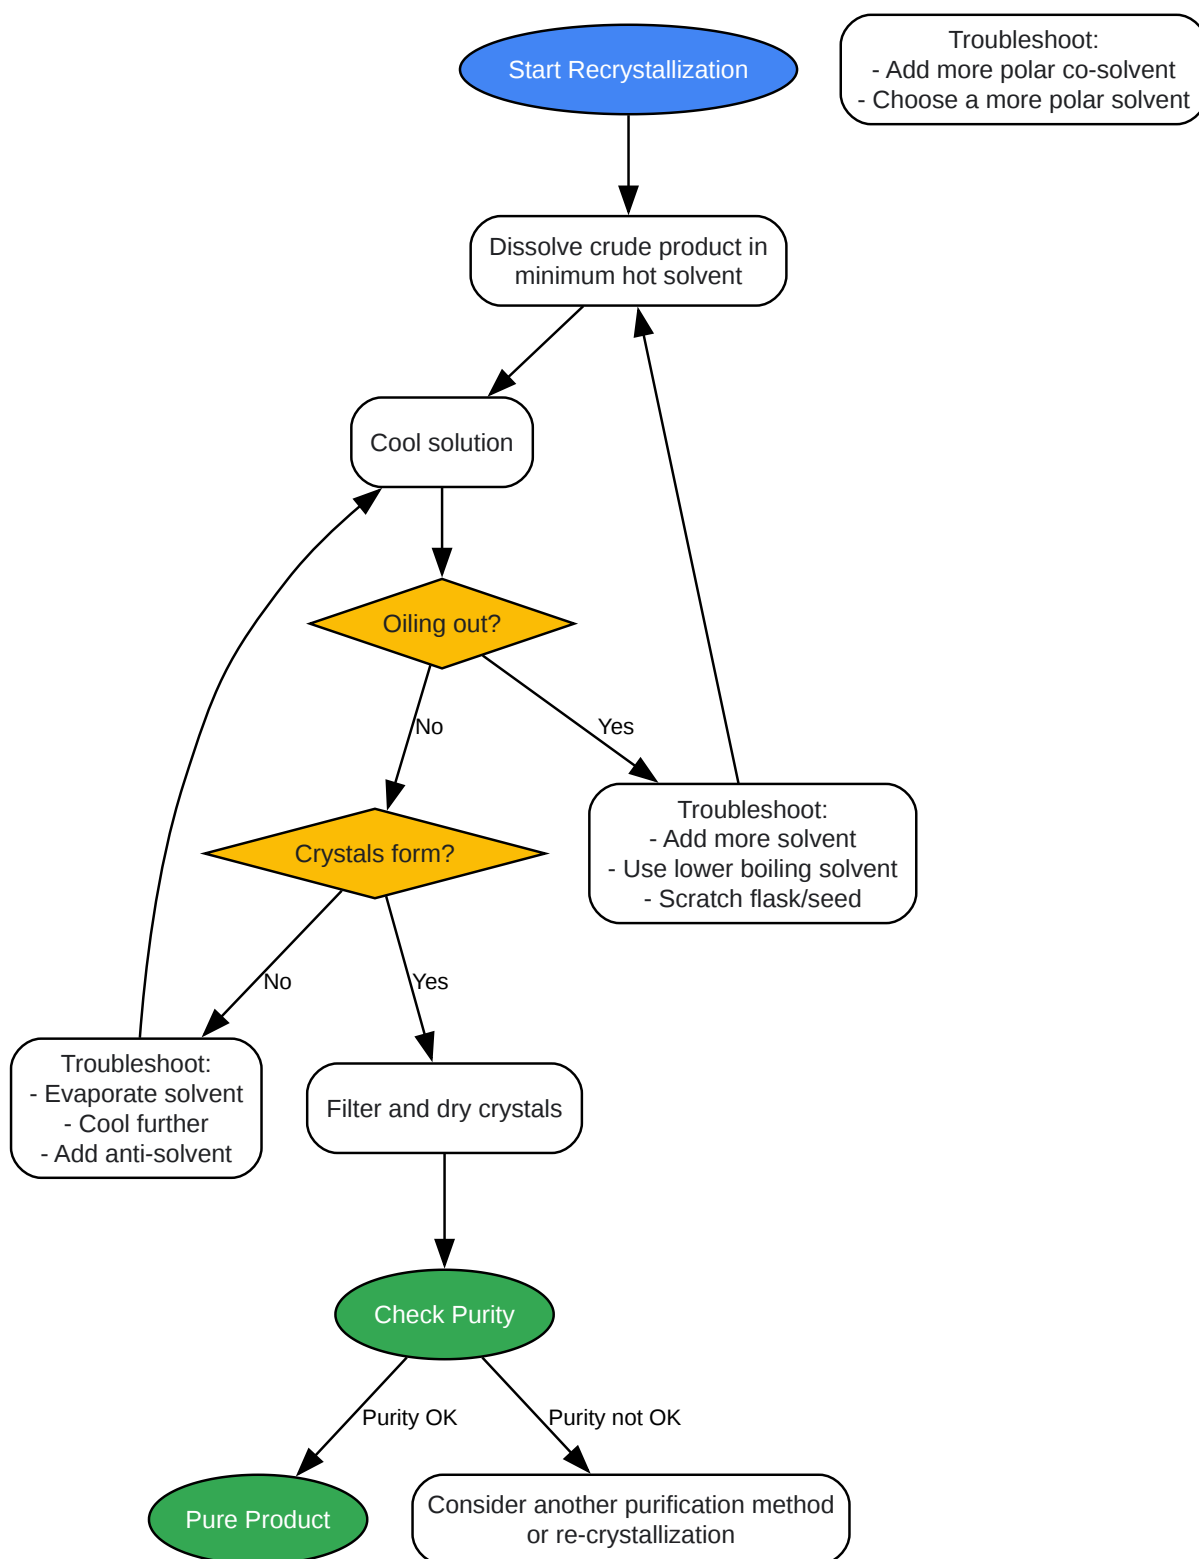 Start Recrystallization
Troubleshoot:
- Add more polar co-solvent
- Choose a more polar solvent
Dissolve crude product in
minimum hot solvent
Cool solution
Oiling out?
No
Yes
Troubleshoot:
- Add more solvent
- Use lower boiling solvent
- Scratch flask/seed
Crystals form?
No
Yes
Troubleshoot:
- Evaporate solvent
- Cool further
- Add anti-solvent
Filter and dry crystals
Check Purity
Purity OK
Purity not OK
Pure Product
Consider another purification method
or re-crystallization